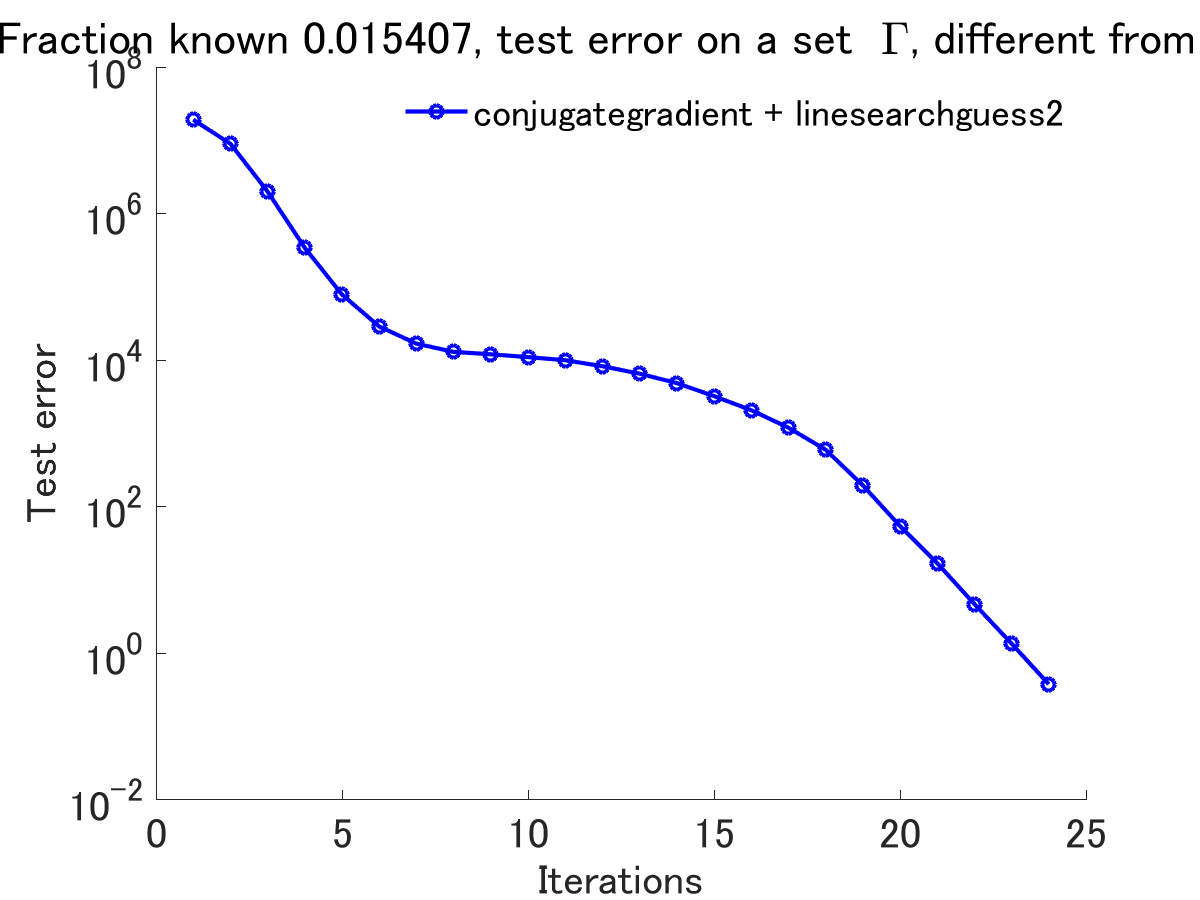 Fraction known 0.015407, test error on a set Γ, different from
conjugategradient + linesearchguess2
Test error
10^8
10^6
10^4
10^2
10^0
10^−2
0 5 10 15 20 25
Iterations